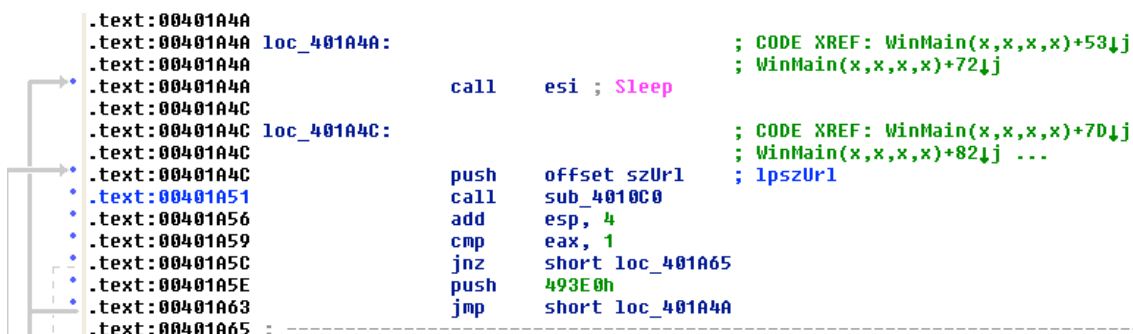 .text:00401A4A
.text:00401A4A loc_401A4A: ; CODE XREF: WinMain(x,x,x,x)+53↓j
.text:00401A4A ; WinMain(x,x,x,x)+72↓j
.text:00401A4A call esi ; Sleep
.text:00401A4C
.text:00401A4C loc_401A4C: ; CODE XREF: WinMain(x,x,x,x)+7D↓j
.text:00401A4C ; WinMain(x,x,x,x)+82↓j ...
.text:00401A4C push offset szUrl ; lpszUrl
.text:00401A51 call sub_4010C0
.text:00401A56 add esp, 4
.text:00401A59 cmp eax, 1
.text:00401A5C jnz short loc_401A65
.text:00401A5E push 493E0h
.text:00401A63 jmp short loc_401A4A
.text:00401A65 ; ---------------------------------------------------------------------------